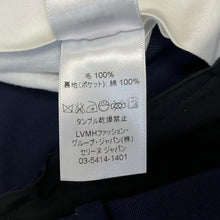 毛 100%
裏地(ポケット): 綿 100%
タンブル乾燥禁止
LVMHファッション・
グループ・ジャパン(株)
セリーヌ ジャパン
03-5414-1401